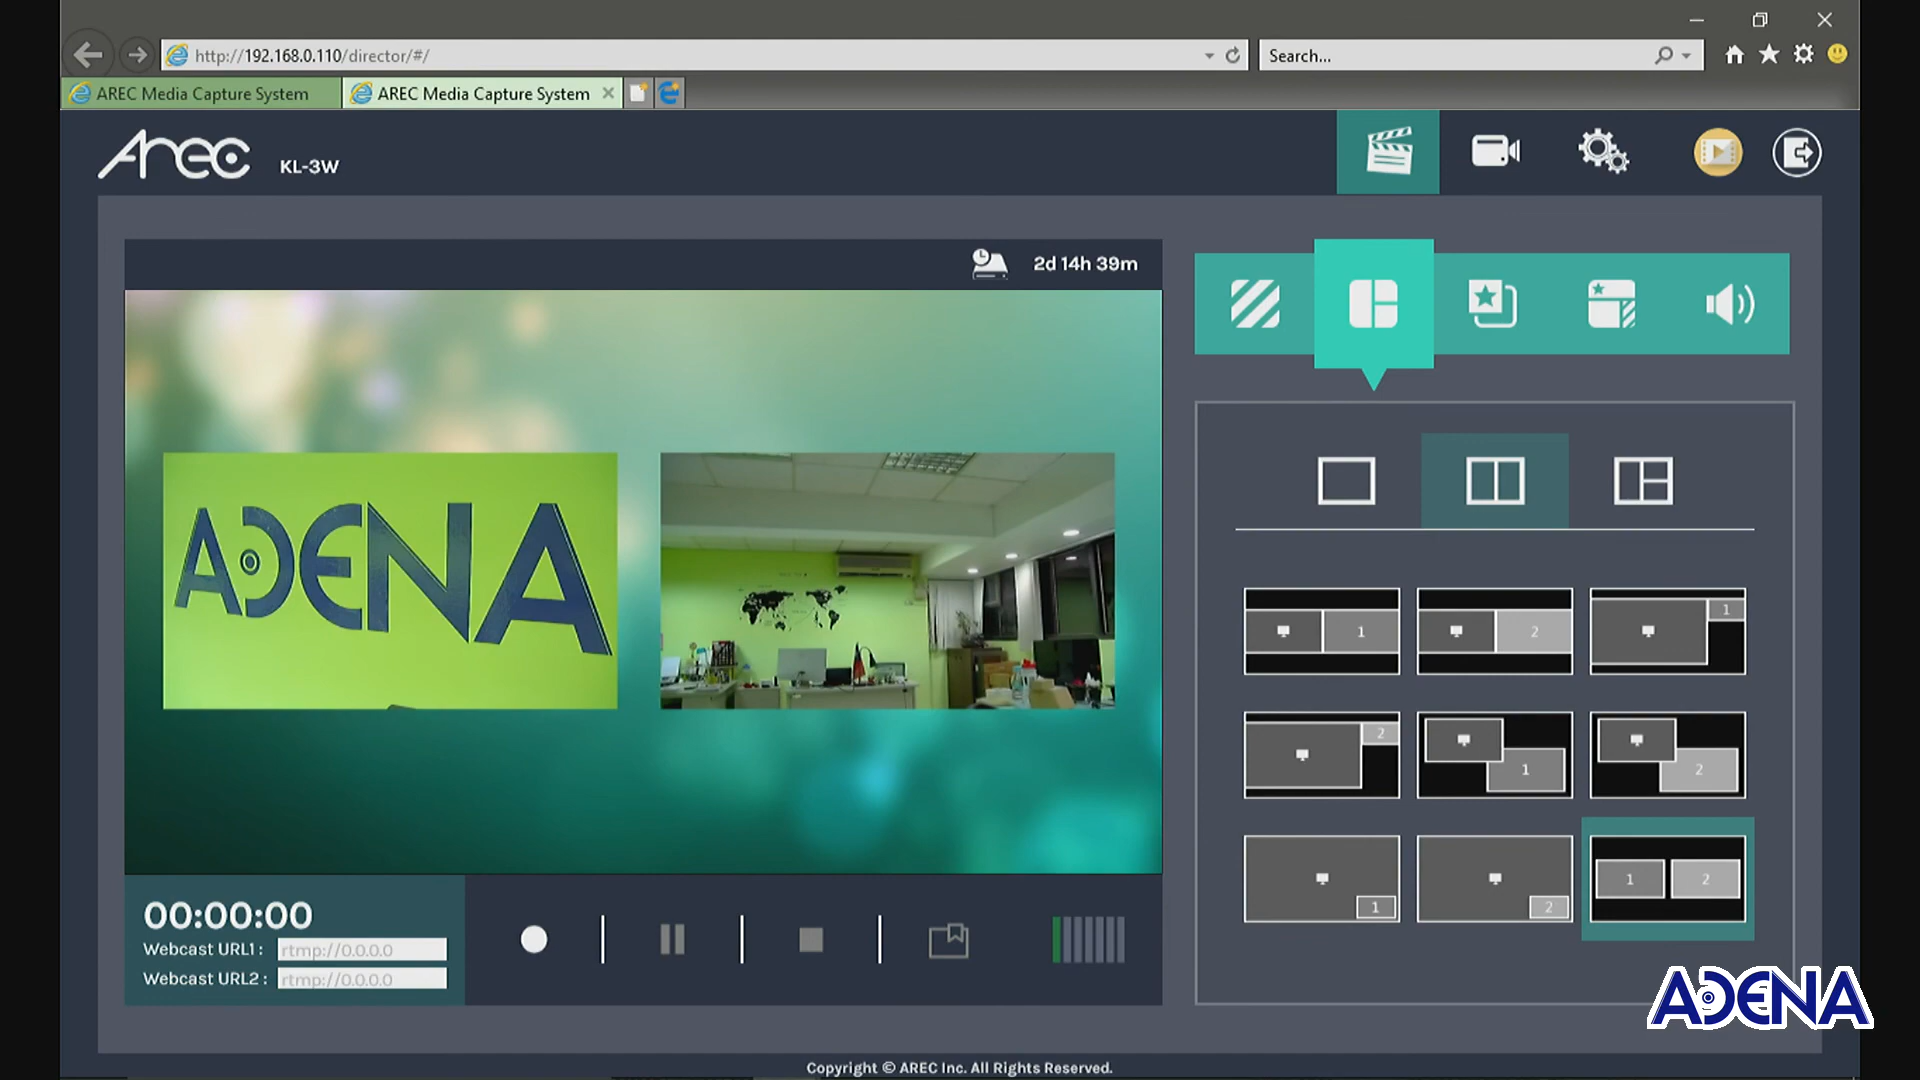 http://192.168.0.110/director/#/
Search...
AREC Media Capture System
AREC Media Capture System
Arec KL-3W
2d 14h 39m
ADENA
1
2
1
2
1
2
1
2
1 2
00:00:00
Webcast URL1 : rtmp://0.0.0.0
Webcast URL2 : rtmp://0.0.0.0
ADENA
Copyright © AREC Inc. All Rights Reserved.